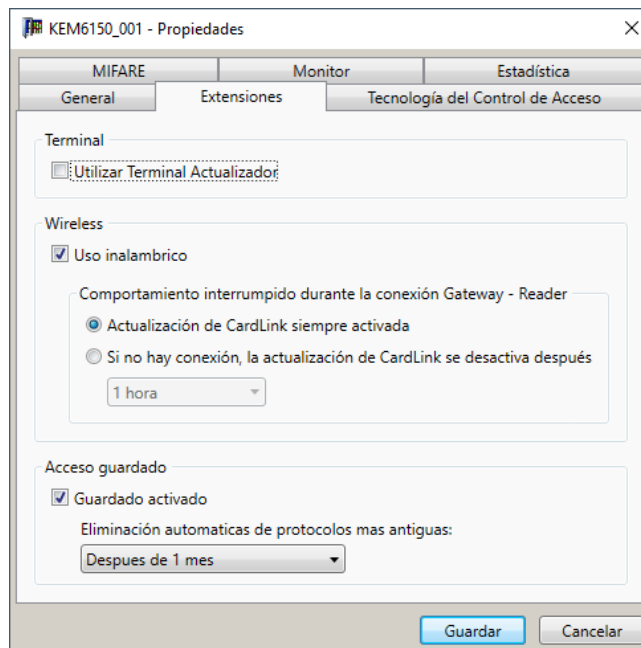 KEM6150_001 - Propiedades
MIFARE Monitor Estadística
General Extensiones Tecnología del Control de Acceso
Terminal
Utilizar Terminal Actualizador
Wireless
Uso inalambrico
Comportamiento interrumpido durante la conexión Gateway - Reader
Actualización de CardLink siempre activada
Si no hay conexión, la actualización de CardLink se desactiva después
1 hora
Acceso guardado
Guardado activado
Eliminación automaticas de protocolos mas antiguas:
Despues de 1 mes
Guardar Cancelar